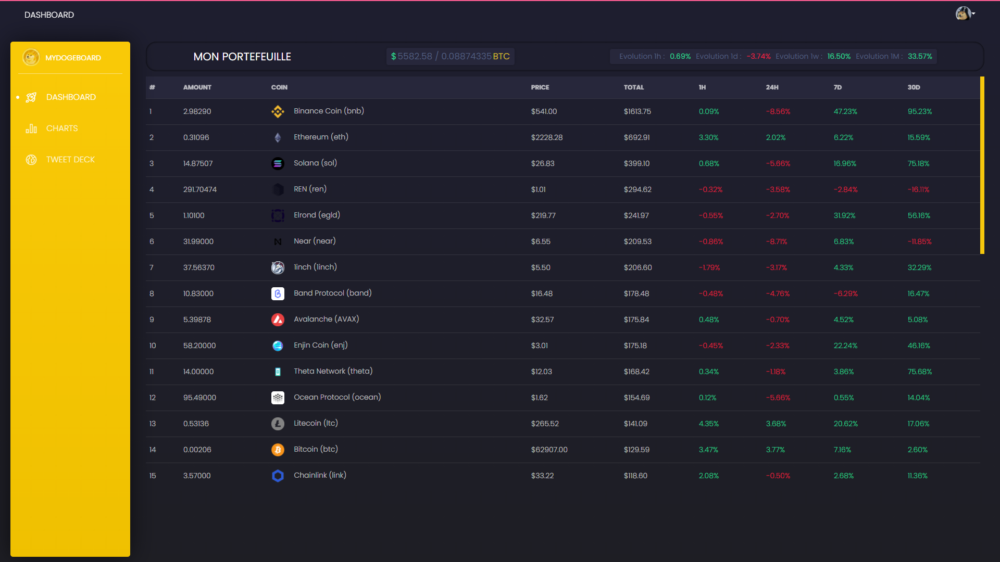 DASHBOARD
MYDOGEBOARD
DASHBOARD
CHARTS
TWEET DECK
MON PORTEFEUILLE
$ 5582.58 / 0.08874335 BTC
Evolution 1h : 0.69% Evolution 1d : -3.74% Evolution 1w : 16.50% Evolution 1M : 33.57%
# AMOUNT COIN PRICE TOTAL 1H 24H 7D 30D
1 2.98290 Binance Coin (bnb) $541.00 $1613.75 0.09% -8.56% 47.23% 95.23%
2 0.31096 Ethereum (eth) $2228.28 $692.91 3.30% 2.02% 6.22% 15.59%
3 14.87507 Solana (sol) $26.83 $399.10 0.68% -5.66% 16.96% 75.18%
4 291.70474 REN (ren) $1.01 $294.62 -0.32% -3.58% -2.84% -16.11%
5 1.10100 Elrond (egld) $219.77 $241.97 -0.55% -2.70% 31.92% 56.16%
6 31.99000 Near (near) $6.55 $209.53 -0.86% -8.71% 6.83% -11.85%
7 37.56370 1inch (1inch) $5.50 $206.60 -1.79% -3.17% 4.33% 32.29%
8 10.83000 Band Protocol (band) $16.48 $178.48 -0.48% -4.76% -6.29% 16.47%
9 5.39878 Avalanche (AVAX) $32.57 $175.84 0.48% -0.70% 4.52% 5.08%
10 58.20000 Enjin Coin (enj) $3.01 $175.18 -0.45% -2.33% 22.24% 46.16%
11 14.00000 Theta Network (theta) $12.03 $168.42 0.34% -1.18% 3.86% 75.68%
12 95.49000 Ocean Protocol (ocean) $1.62 $154.69 0.12% -5.66% 0.55% 14.04%
13 0.53136 Litecoin (ltc) $265.52 $141.09 4.35% 3.68% 20.62% 17.06%
14 0.00206 Bitcoin (btc) $62907.00 $129.59 3.47% 3.77% 7.16% 2.60%
15 3.57000 Chainlink (link) $33.22 $118.60 2.08% -0.50% 2.68% 11.36%